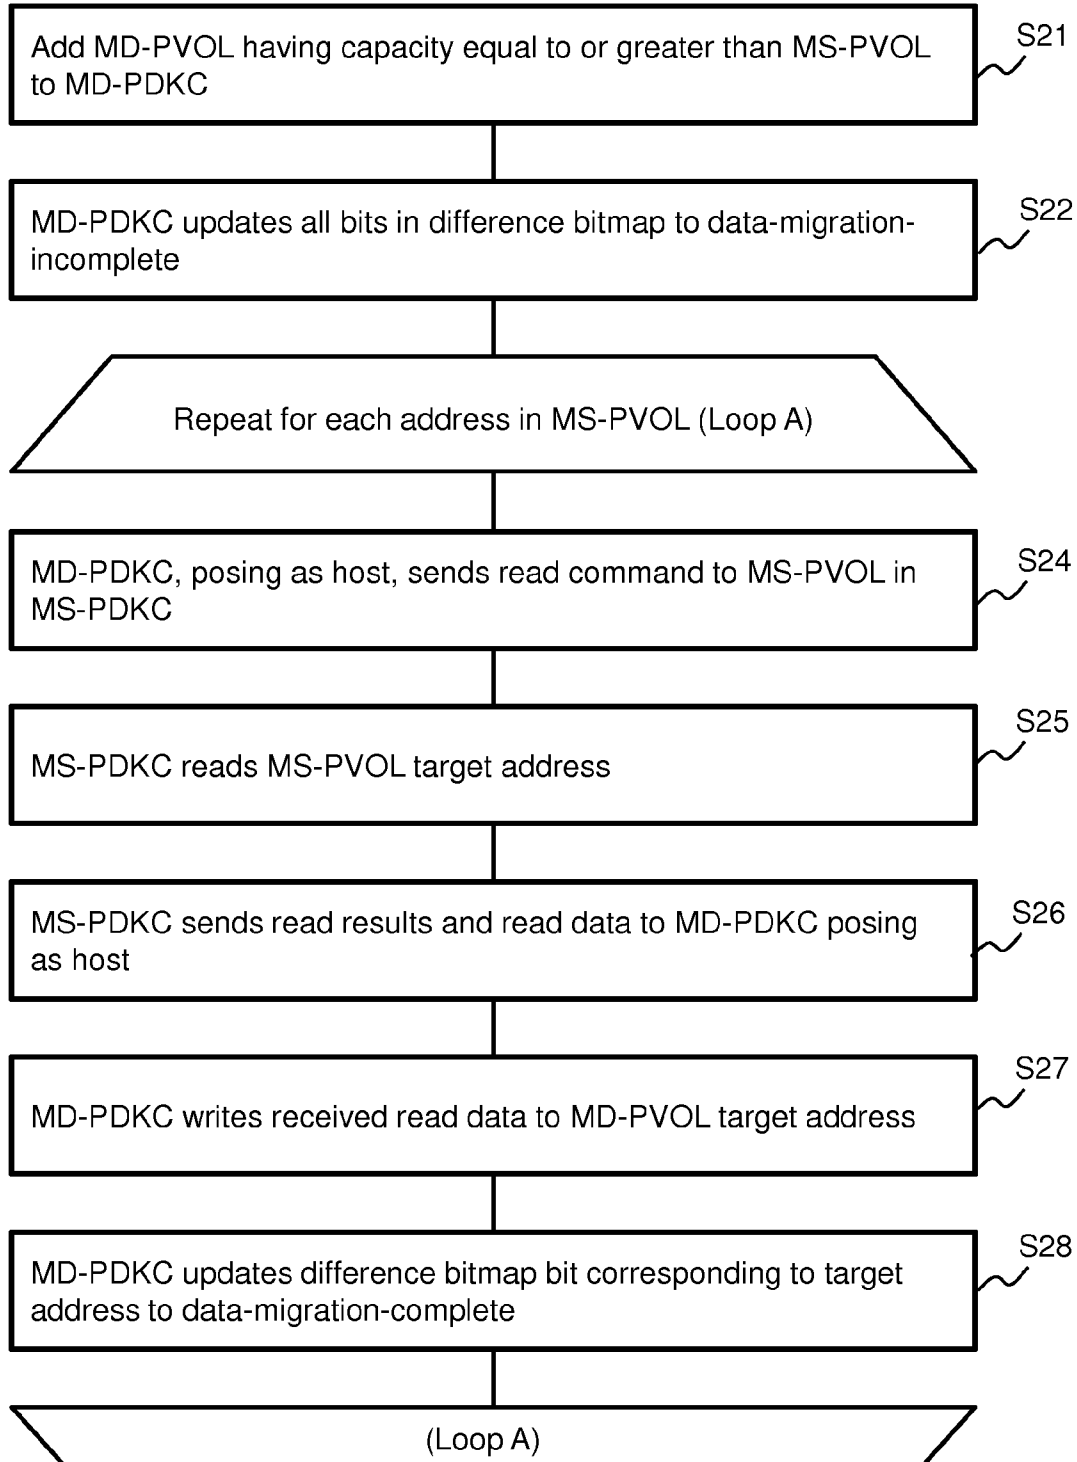 Add MD-PVOL having capacity equal to or greater than MS-PVOL
to MD-PDKC
S21
MD-PDKC updates all bits in difference bitmap to data-migration-
incomplete
S22
Repeat for each address in MS-PVOL (Loop A)
MD-PDKC, posing as host, sends read command to MS-PVOL in
MS-PDKC
S24
MS-PDKC reads MS-PVOL target address
S25
MS-PDKC sends read results and read data to MD-PDKC posing
as host
S26
MD-PDKC writes received read data to MD-PVOL target address
S27
MD-PDKC updates difference bitmap bit corresponding to target
address to data-migration-complete
S28
(Loop A)